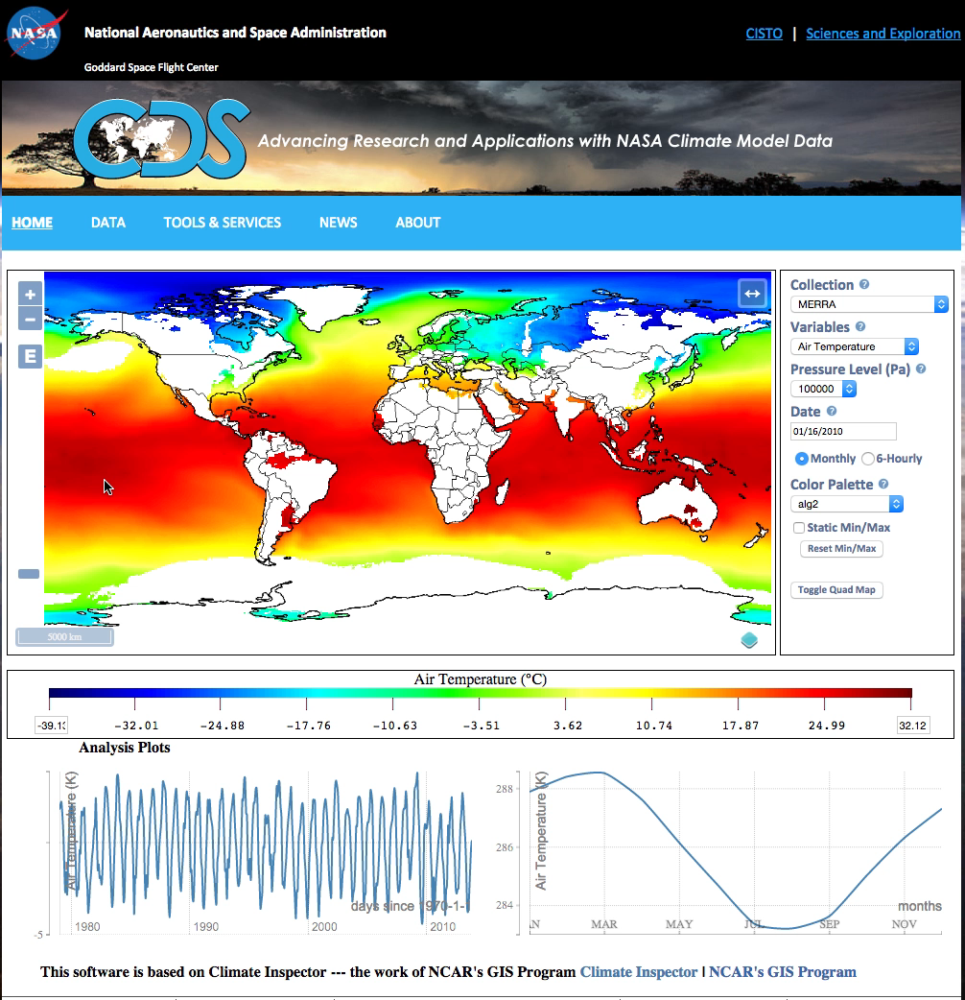 NASA
National Aeronautics and Space Administration
CISTO | Sciences and Exploration
Goddard Space Flight Center
CDS
Advancing Research and Applications with NASA Climate Model Data
HOME DATA TOOLS & SERVICES NEWS ABOUT
+
−
E
↔
5000 km
Collection ?
MERRA
Variables ?
Air Temperature
Pressure Level (Pa) ?
100000
Date ?
01/16/2010
Monthly 6-Hourly
Color Palette ?
alg2
Static Min/Max
Reset Min/Max
Toggle Quad Map
Air Temperature (°C)
-39.13 -32.01 -24.88 -17.76 -10.63 -3.51 3.62 10.74 17.87 24.99 32.12
Analysis Plots
Air Temperature (K)
days since 1970-1-
-5
1980 1990 2000 2010
Air Temperature (K)
288
286
284
months
N MAR MAY JUL SEP NOV
This software is based on Climate Inspector --- the work of NCAR's GIS Program Climate Inspector | NCAR's GIS Program